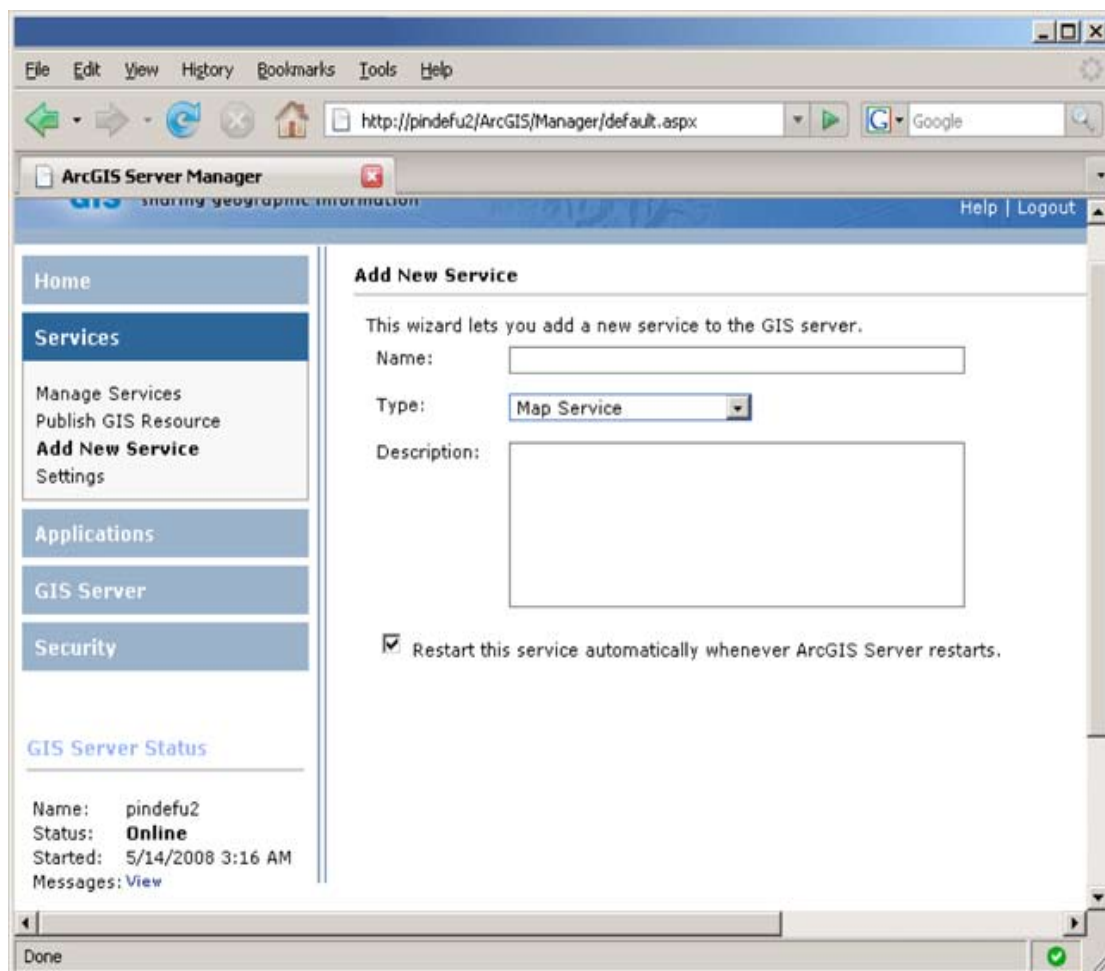 File Edit View History Bookmarks Tools Help
http://pindefu2/ArcGIS/Manager/default.aspx
G Google
ArcGIS Server Manager
GIS sharing geographic information
Help | Logout
Home
Services
Manage Services
Publish GIS Resource
Add New Service
Settings
Applications
GIS Server
Security
GIS Server Status
Name: pindefu2
Status: Online
Started: 5/14/2008 3:16 AM
Messages: View
Add New Service
This wizard lets you add a new service to the GIS server.
Name:
Type: Map Service
Description:
Restart this service automatically whenever ArcGIS Server restarts.
Done